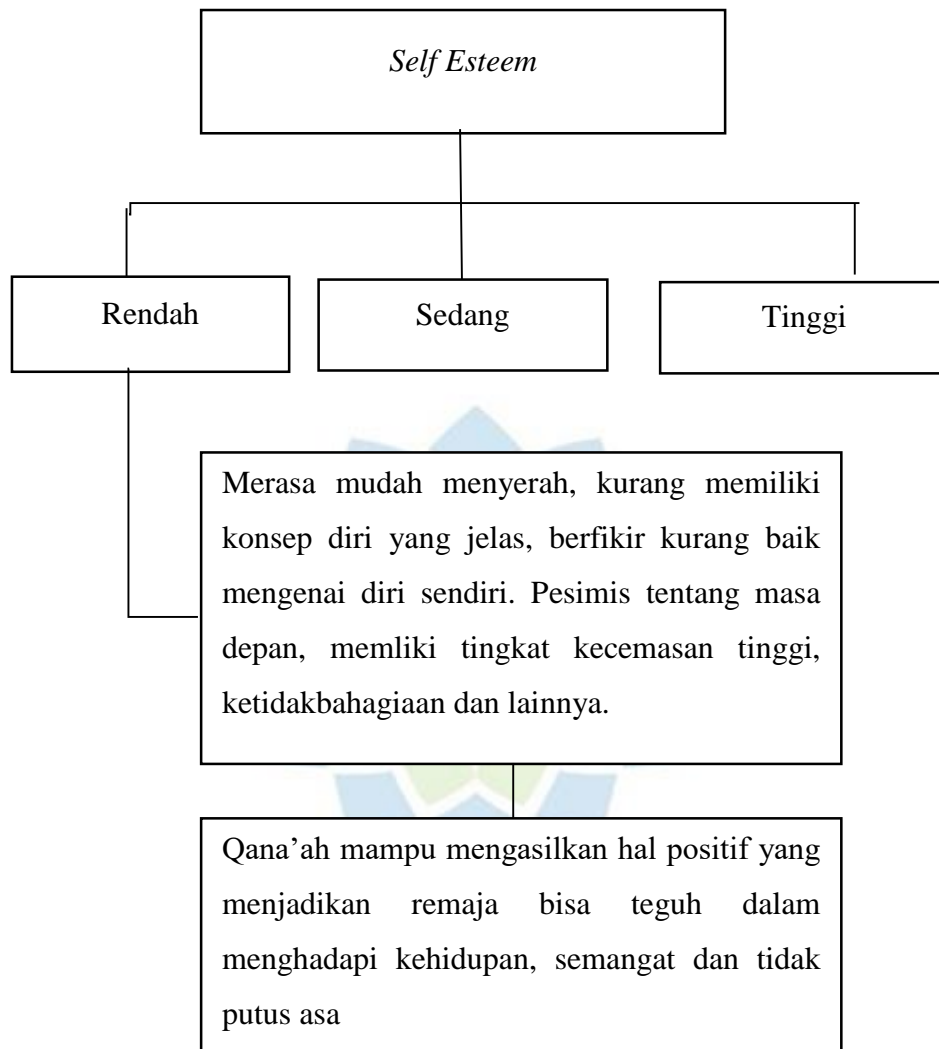 Self Esteem
Rendah
Sedang
Tinggi
Merasa mudah menyerah, kurang memiliki
konsep diri yang jelas, berfikir kurang baik
mengenai diri sendiri. Pesimis tentang masa
depan, memliki tingkat kecemasan tinggi,
ketidakbahagiaan dan lainnya.
Qana’ah mampu mengasilkan hal positif yang
menjadikan remaja bisa teguh dalam
menghadapi kehidupan, semangat dan tidak
putus asa